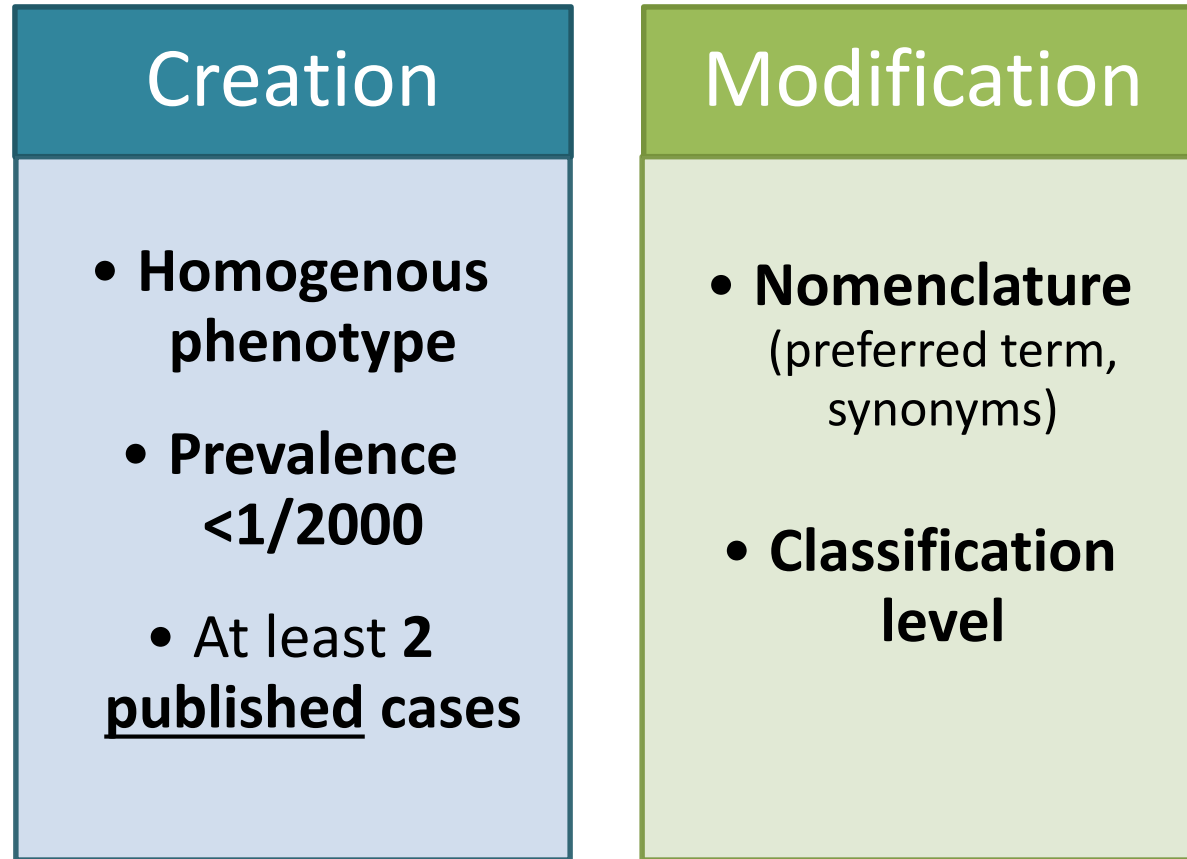 Creation
• Homogenous
phenotype
• Prevalence
<1/2000
• At least 2
published cases
Modification
• Nomenclature
(preferred term,
synonyms)
• Classification
level